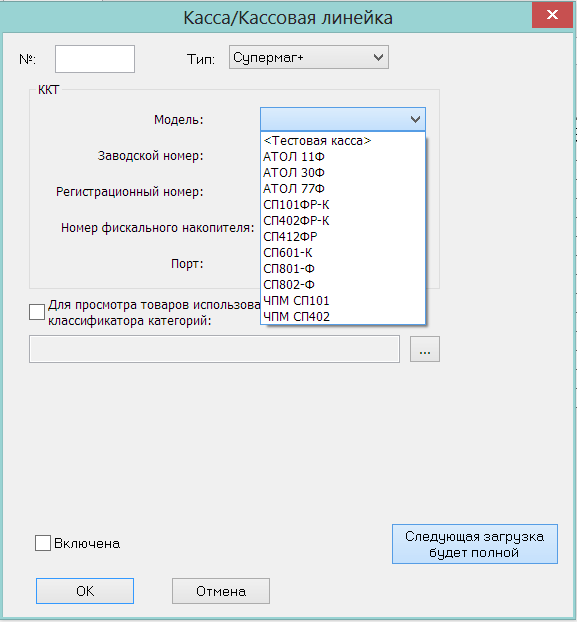 Касса/Кассовая линейка
№:
Тип: Супермаг+
ККТ
Модель:
<Тестовая касса>
АТОЛ 11Ф
АТОЛ 30Ф
АТОЛ 77Ф
СП101ФР-К
СП402ФР-К
СП412ФР
СП601-К
СП801-Ф
СП802-Ф
ЧПМ СП101
ЧПМ СП402
Заводской номер:
Регистрационный номер:
Номер фискального накопителя:
Порт:
Для просмотра товаров использова
классификатора категорий:
...
Включена
Следующая загрузка
будет полной
OK
Отмена